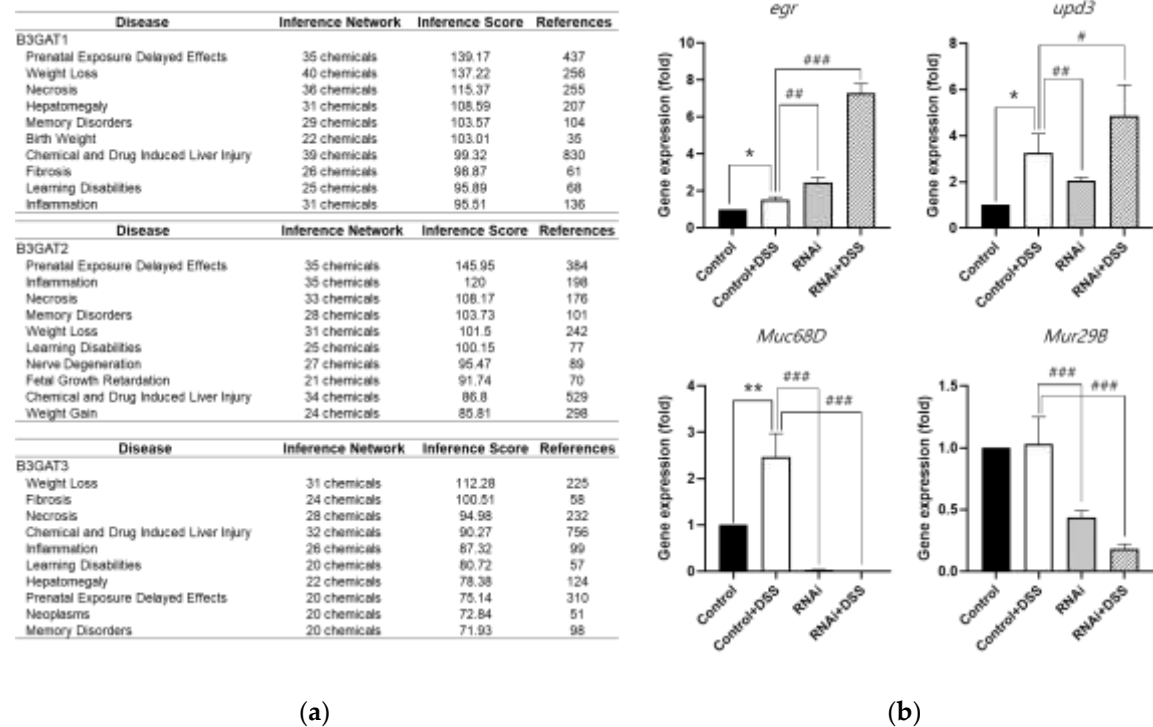 Disease Inference Network Inference Score References
B3GAT1
Prenatal Exposure Delayed Effects 35 chemicals 139.17 437
Weight Loss 40 chemicals 137.22 256
Necrosis 36 chemicals 115.37 255
Hepatomegaly 31 chemicals 108.59 207
Memory Disorders 29 chemicals 103.57 104
Birth Weight 22 chemicals 103.01 35
Chemical and Drug Induced Liver Injury 39 chemicals 99.32 830
Fibrosis 26 chemicals 98.87 61
Learning Disabilities 25 chemicals 95.89 68
Inflammation 31 chemicals 95.51 136
Disease Inference Network Inference Score References
B3GAT2
Prenatal Exposure Delayed Effects 35 chemicals 145.95 384
Inflammation 35 chemicals 120 198
Necrosis 33 chemicals 108.17 176
Memory Disorders 28 chemicals 103.73 101
Weight Loss 31 chemicals 101.5 242
Learning Disabilities 25 chemicals 100.15 77
Nerve Degeneration 27 chemicals 95.47 89
Fetal Growth Retardation 21 chemicals 91.74 70
Chemical and Drug Induced Liver Injury 34 chemicals 86.8 529
Weight Gain 24 chemicals 85.81 298
Disease Inference Network Inference Score References
B3GAT3
Weight Loss 31 chemicals 112.28 225
Fibrosis 24 chemicals 100.51 58
Necrosis 28 chemicals 94.98 232
Chemical and Drug Induced Liver Injury 32 chemicals 90.27 756
Inflammation 26 chemicals 87.32 99
Learning Disabilities 20 chemicals 80.72 57
Hepatomegaly 22 chemicals 78.38 124
Prenatal Exposure Delayed Effects 20 chemicals 75.14 310
Neoplasms 20 chemicals 72.84 51
Memory Disorders 20 chemicals 71.93 98
(a)
egr
Gene expression (fold)
10
8
6
4
2
0
* ## ###
Control Control+DSS RNAi RNAi+DSS
upd3
Gene expression (fold)
8
6
4
2
0
* ## #
Control Control+DSS RNAi RNAi+DSS
Muc68D
Gene expression (fold)
4
3
2
1
0
** ### ###
Control Control+DSS RNAi RNAi+DSS
Mur29B
Gene expression (fold)
1.5
1.0
0.5
0.0
### ###
Control Control+DSS RNAi RNAi+DSS
(b)